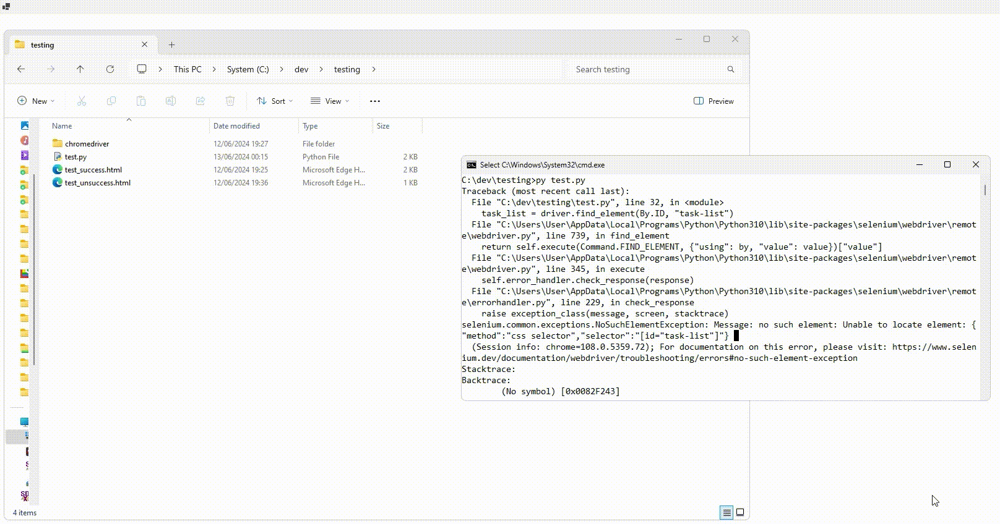 testing
This PC
System (C:)
dev
testing
Search testing
New
Sort
View
Preview
Name
Date modified
Type
Size
chromedriver
12/06/2024 19:27
File folder
test.py
13/06/2024 00:15
Python File
2 KB
test_success.html
12/06/2024 19:25
Microsoft Edge H...
2 KB
test_unsuccess.html
12/06/2024 19:36
Microsoft Edge H...
1 KB
4 items
Select C:\Windows\System32\cmd.exe
C:\dev\testing>py test.py
Traceback (most recent call last):
  File "C:\dev\testing\test.py", line 32, in <module>
    task_list = driver.find_element(By.ID, "task-list")
  File "C:\Users\User\AppData\Local\Programs\Python\Python310\lib\site-packages\selenium\webdriver\remot
e\webdriver.py", line 739, in find_element
    return self.execute(Command.FIND_ELEMENT, {"using": by, "value": value})["value"]
  File "C:\Users\User\AppData\Local\Programs\Python\Python310\lib\site-packages\selenium\webdriver\remot
e\webdriver.py", line 345, in execute
    self.error_handler.check_response(response)
  File "C:\Users\User\AppData\Local\Programs\Python\Python310\lib\site-packages\selenium\webdriver\remot
e\errorhandler.py", line 229, in check_response
    raise exception_class(message, screen, stacktrace)
selenium.common.exceptions.NoSuchElementException: Message: no such element: Unable to locate element: {
"method":"css selector","selector":"[id="task-list"]"}
  (Session info: chrome=108.0.5359.72); For documentation on this error, please visit: https://www.selen
ium.dev/documentation/webdriver/troubleshooting/errors#no-such-element-exception
Stacktrace:
Backtrace:
        (No symbol) [0x0082F243]